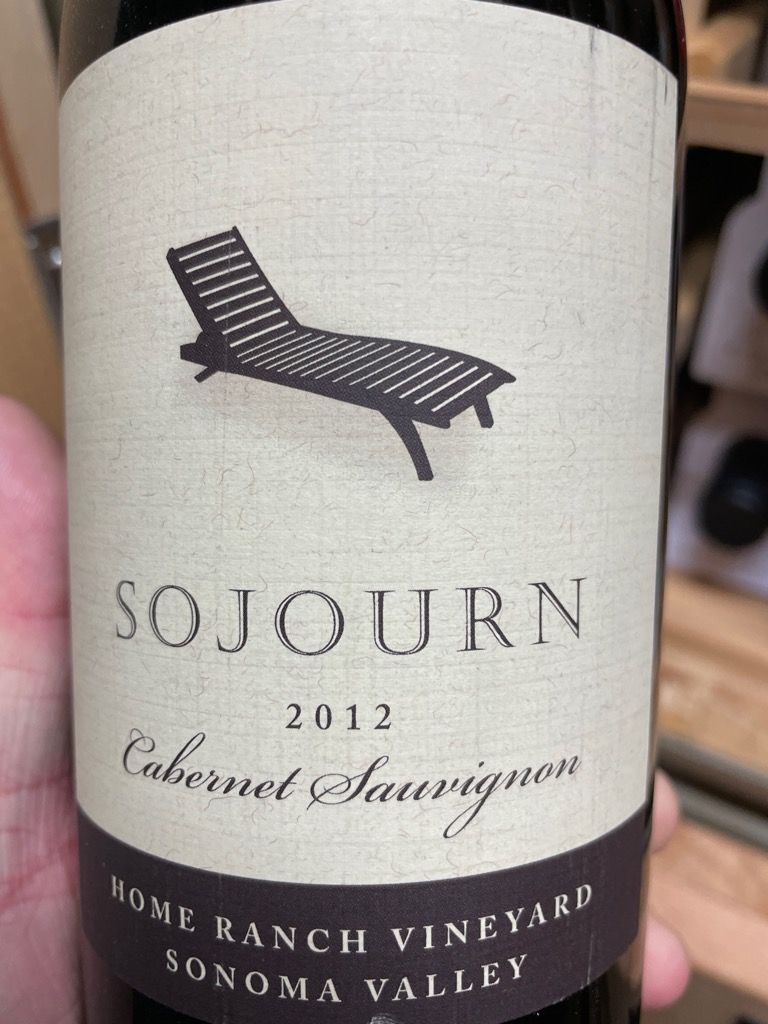 SOJOURN
2012
Cabernet Sauvignon
HOME RANCH VINEYARD
SONOMA VALLEY